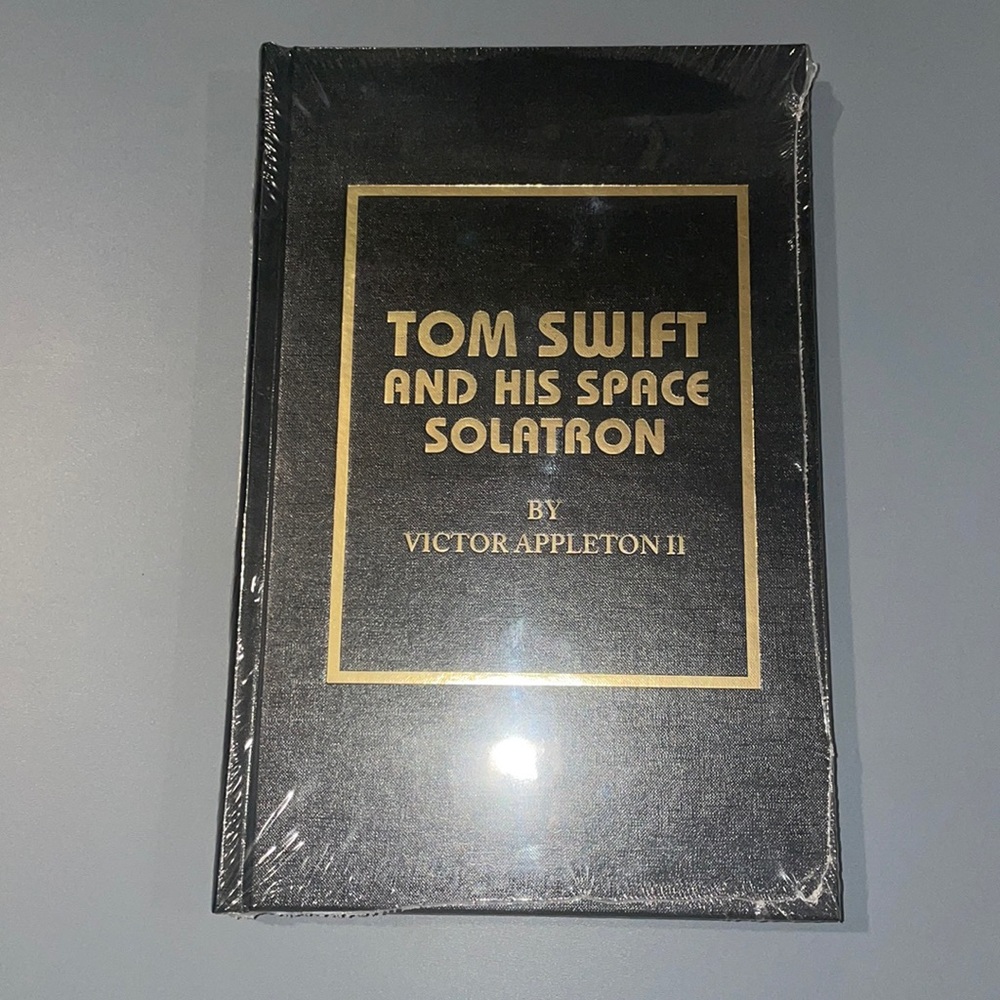 TOM SWIFT
AND HIS SPACE
SOLATRON
BY
VICTOR APPLETON II